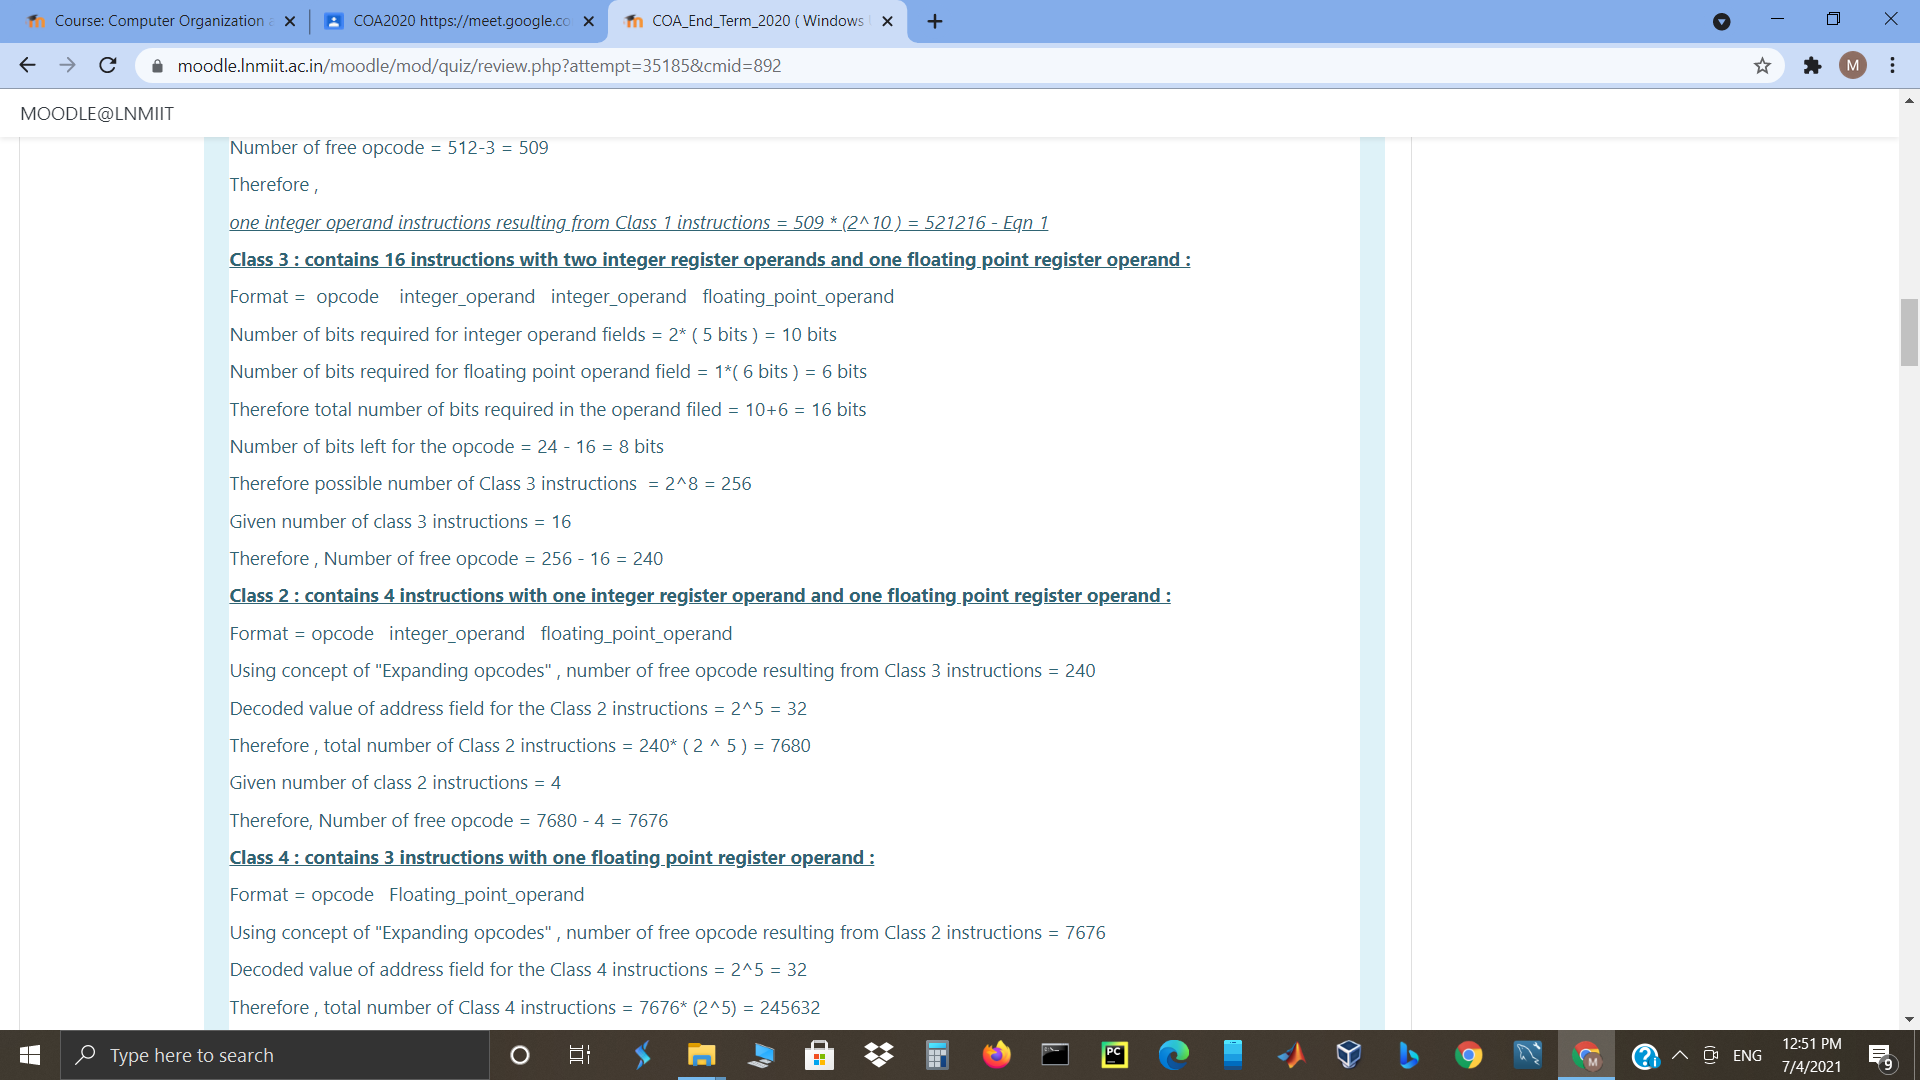 Course: Computer Organization a
COA2020 https://meet.google.co
COA_End_Term_2020 ( Windows
moodle.lnmiit.ac.in/moodle/mod/quiz/review.php?attempt=35185&cmid=892
M
MOODLE@LNMIIT
Number of free opcode = 512-3 = 509
Therefore ,
one integer operand instructions resulting from Class 1 instructions = 509 * (2^10 ) = 521216 - Eqn 1
Class 3 : contains 16 instructions with two integer register operands and one floating point register operand :
Format = opcode integer_operand integer_operand floating_point_operand
Number of bits required for integer operand fields = 2* ( 5 bits ) = 10 bits
Number of bits required for floating point operand field = 1*( 6 bits ) = 6 bits
Therefore total number of bits required in the operand filed = 10+6 = 16 bits
Number of bits left for the opcode = 24 - 16 = 8 bits
Therefore possible number of Class 3 instructions = 2^8 = 256
Given number of class 3 instructions = 16
Therefore , Number of free opcode = 256 - 16 = 240
Class 2 : contains 4 instructions with one integer register operand and one floating point register operand :
Format = opcode integer_operand floating_point_operand
Using concept of "Expanding opcodes" , number of free opcode resulting from Class 3 instructions = 240
Decoded value of address field for the Class 2 instructions = 2^5 = 32
Therefore , total number of Class 2 instructions = 240* ( 2 ^ 5 ) = 7680
Given number of class 2 instructions = 4
Therefore, Number of free opcode = 7680 - 4 = 7676
Class 4 : contains 3 instructions with one floating point register operand :
Format = opcode Floating_point_operand
Using concept of "Expanding opcodes" , number of free opcode resulting from Class 2 instructions = 7676
Decoded value of address field for the Class 4 instructions = 2^5 = 32
Therefore , total number of Class 4 instructions = 7676* (2^5) = 245632
Type here to search
PC
M
ENG
12:51 PM
7/4/2021
9